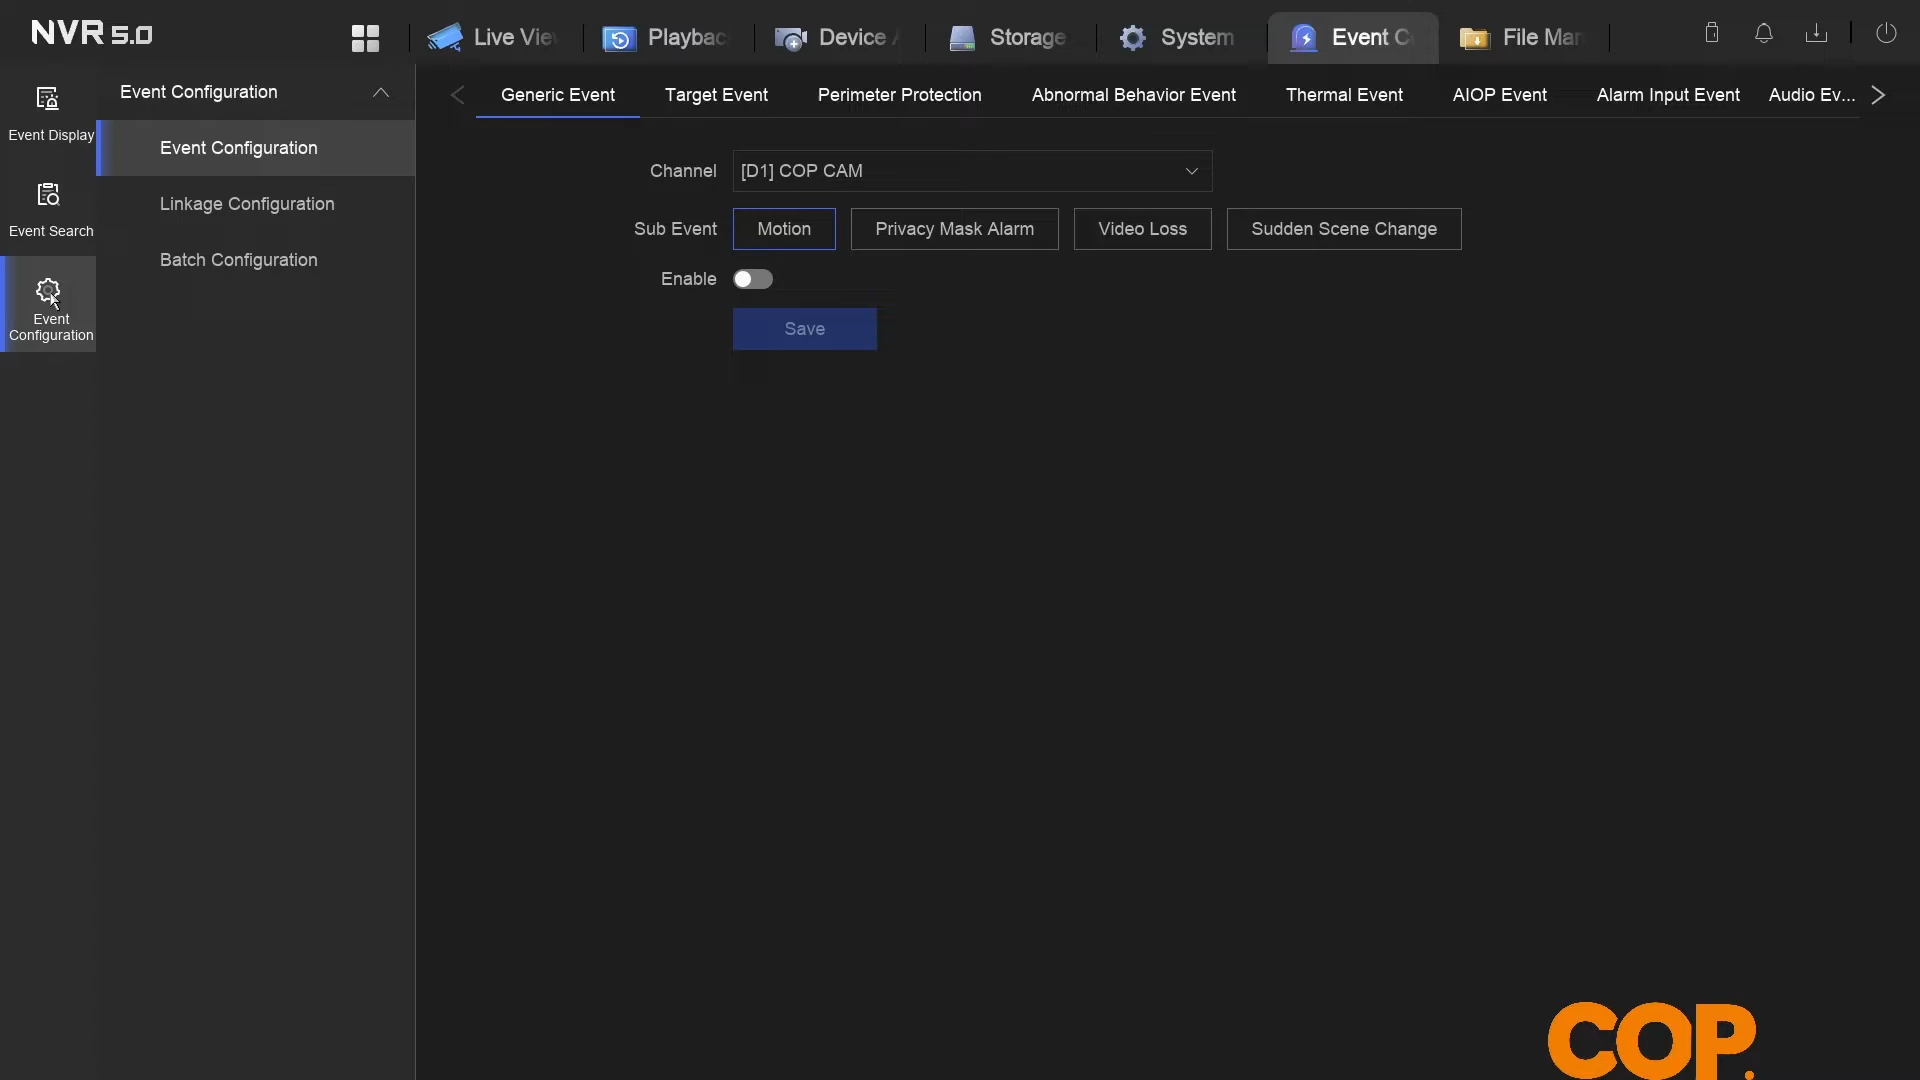 NVR 5.0
Live Vie
Playbac
Device A
Storage
System
Event C
File Man
Event Display
Event Search
Event
Configuration
Event Configuration
Event Configuration
Linkage Configuration
Batch Configuration
Generic Event
Target Event
Perimeter Protection
Abnormal Behavior Event
Thermal Event
AIOP Event
Alarm Input Event
Audio Ev...
Channel
[D1] COP CAM
Sub Event
Motion
Privacy Mask Alarm
Video Loss
Sudden Scene Change
Enable
Save
COP.